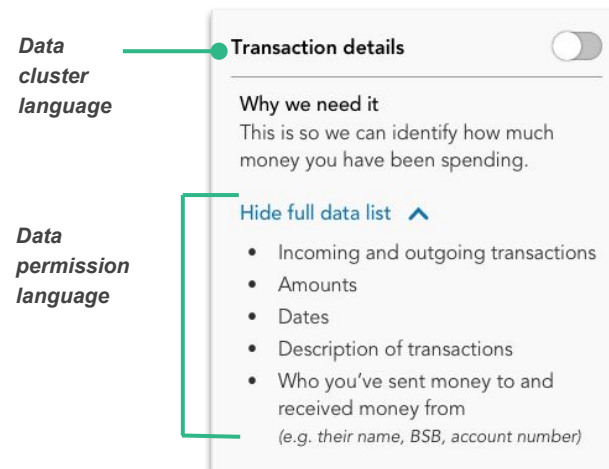 Data
cluster
language
Transaction details
Why we need it
This is so we can identify how much
money you have been spending.
Data
permission
language
Hide full data list
• Incoming and outgoing transactions
• Amounts
• Dates
• Description of transactions
• Who you've sent money to and
received money from
(e.g. their name, BSB, account number)